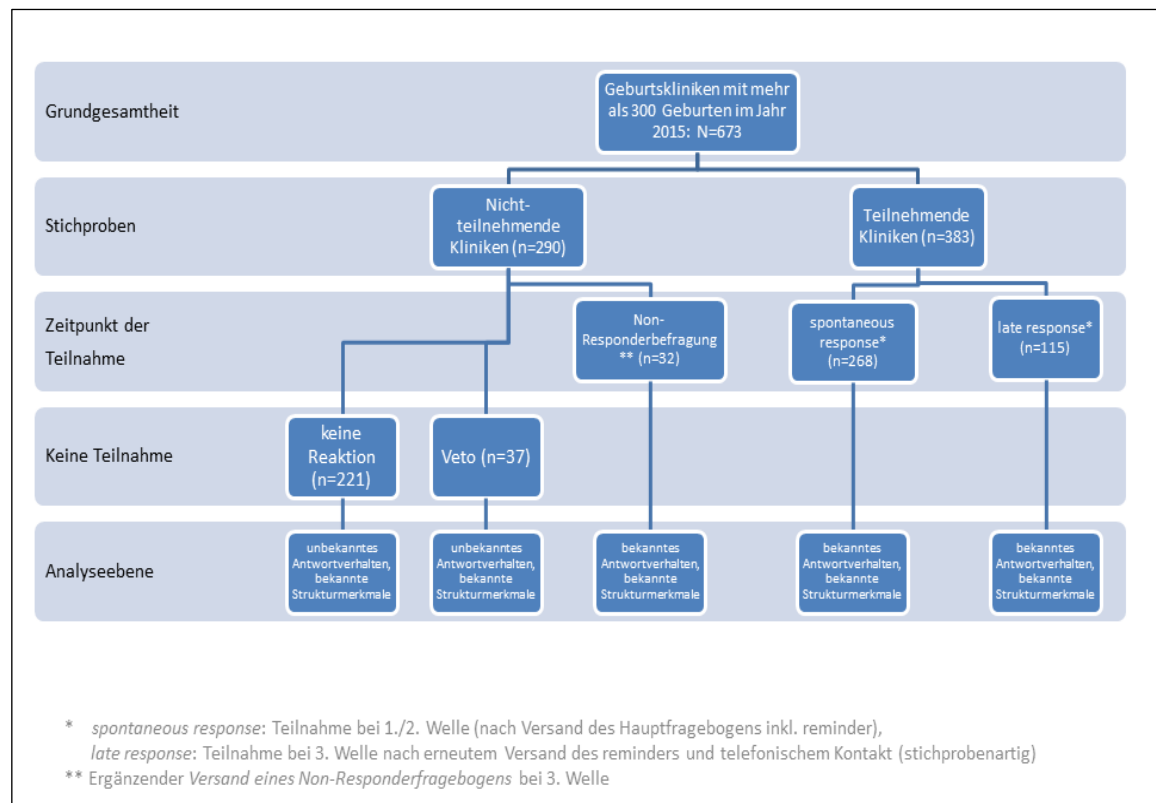 Grundgesamtheit
Geburtskliniken mit mehr
als 300 Geburten im Jahr
2015: N=673
Stichproben
Nicht-
teilnehmende
Kliniken (n=290)
Teilnehmende
Kliniken (n=383)
Zeitpunkt der
Teilnahme
Non-
Responderbefragung
** (n=32)
spontaneous
response*
(n=268)
late response*
(n=115)
Keine Teilnahme
keine
Reaktion
(n=221)
Veto (n=37)
Analyseebene
unbekanntes
Antwortverhalten,
bekannte
Strukturmerkmale
unbekanntes
Antwortverhalten,
bekannte
Strukturmerkmale
bekanntes
Antwortverhalten,
bekannte
Strukturmerkmale
bekanntes
Antwortverhalten,
bekannte
Strukturmerkmale
bekanntes
Antwortverhalten,
bekannte
Strukturmerkmale
* spontaneous response: Teilnahme bei 1./2. Welle (nach Versand des Hauptfragebogens inkl. reminder),
late response: Teilnahme bei 3. Welle nach erneutem Versand des reminders und telefonischem Kontakt (stichprobenartig)
** Ergänzender Versand eines Non-Responderfragebogens bei 3. Welle